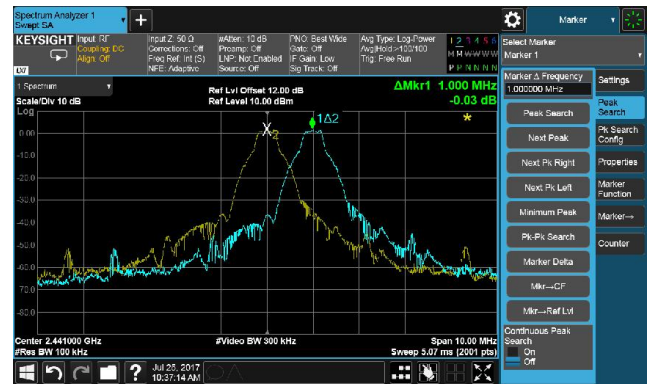 Spectrum Analyzer 1
Swept SA
Marker
KEYSIGHT
Input: RF
Coupling: DC
Align: Off
Input Z: 50 Ω
Corrections: Off
Freq Ref: Int (S)
NFE: Adaptive
#Atten: 10 dB
Preamp: Off
LNP: Not Enabled
Source: Off
PNO: Best Wide
Gate: Off
IF Gain: Low
Sig Track: Off
Avg Type: Log-Power
Avg|Hold:>100/100
Trig: Free Run
1 2 3 4 5 6
M M W W W W
P P N N N N
LXI
Select Marker
Marker 1
1 Spectrum
Scale/Div 10 dB
Ref Lvl Offset 12.00 dB
Ref Level 10.00 dBm
ΔMkr1 1.000 MHz
-0.03 dB
Log
1Δ2
X2
0.00
-10.0
-20.0
-30.0
-40.0
-50.0
-60.0
-70.0
-80.0
Center 2.441000 GHz
#Res BW 100 kHz
#Video BW 300 kHz
Span 10.00 MHz
Sweep 5.07 ms (2001 pts)
Jul 26, 2017
10:37:14 AM
Marker Δ Frequency
1.000000 MHz
Peak Search
Next Peak
Next Pk Right
Next Pk Left
Minimum Peak
Pk-Pk Search
Marker Delta
Mkr→CF
Mkr→Ref Lvl
Continuous Peak
Search
On
Off
Settings
Peak
Search
Pk Search
Config
Properties
Marker
Function
Marker→
Counter